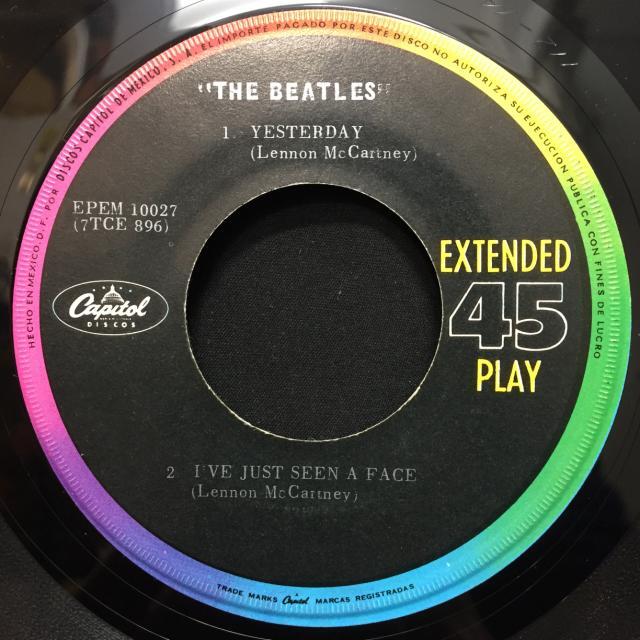 HECHO EN MEXICO, D.F. POR DISCOS CAPITOL DE MEXICO, S. A. EL IMPORTE PAGADO POR ESTE DISCO NO AUTORIZA SU EJECUCION PUBLICA CON FINES DE LUCRO
"THE BEATLES"
1. YESTERDAY
(Lennon McCartney)
EPEM 10027
(7TCE 896)
Capitol
DISCOS
EXTENDED
45
PLAY
2 I'VE JUST SEEN A FACE
(Lennon McCartney)
TRADE MARKS Capitol MARCAS REGISTRADAS